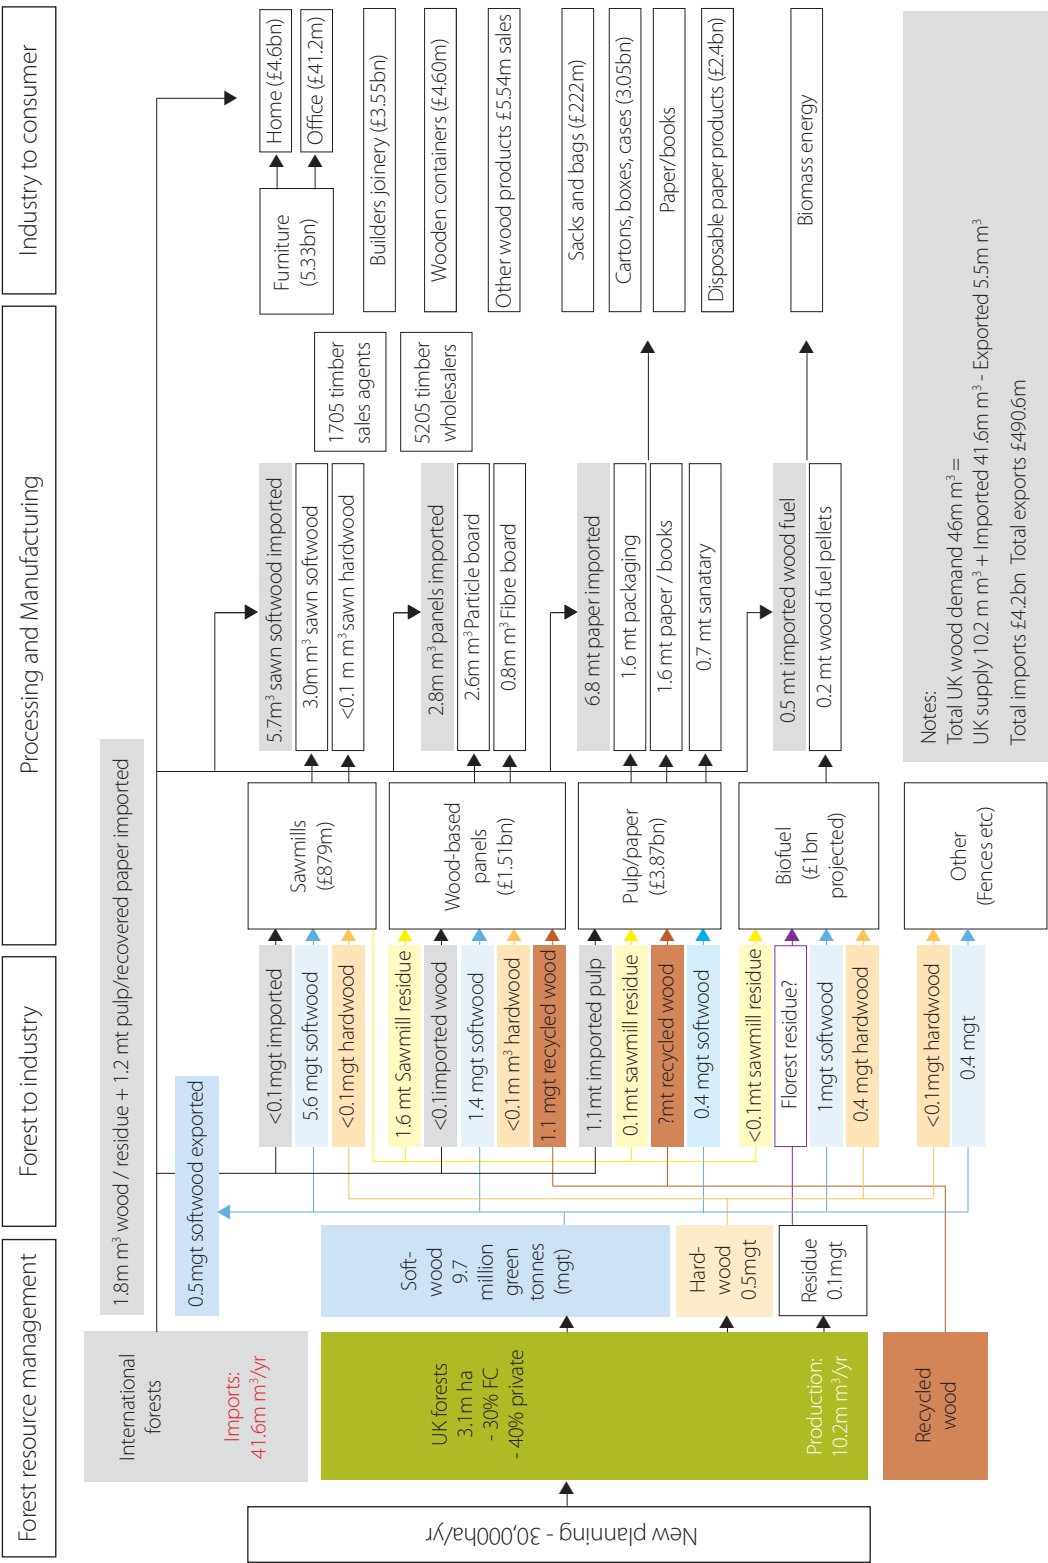 Forest resource management
Forest to industry
Processing and Manufacturing
Industry to consumer
1.8m m³ wood / residue + 1.2 mt pulp/recovered paper imported
0.5mgt softwood exported
International
forests
Imports:
41.6m m³/yr
New planning - 30,000ha/yr
UK forests
3.1m ha
- 30% FC
- 40% private
Production:
10.2m m³/yr
Recycled
wood
Soft-
wood
9.7
million
green
tonnes
(mgt)
Hard-
wood
0.5mgt
Residue
0.1mgt
<0.1mgt imported
5.6 mgt softwood
<0.1mgt hardwood
1.6 mt Sawmill residue
<0.1imported wood
1.4 mgt softwood
<0.1m m³ hardwood
1.1 mgt recycled wood
1.1mt imported pulp
0.1mt sawmill residue
?mt recycled wood
0.4 mgt softwood
<0.1mt sawmill residue
Florest residue?
1mgt softwood
0.4 mgt hardwood
<0.1mgt hardwood
0.4 mgt
Sawmills
(£879m)
Wood-based
panels
(£1.51bn)
Pulp/paper
(£3.87bn)
Biofuel
(£1bn
projected)
Other
(Fences etc)
5.7m³ sawn softwood imported
3.0m m³ sawn softwood
<0.1 m m³ sawn hardwood
2.8m m³ panels imported
2.6m m³ Particle board
0.8m m³ Fibre board
6.8 mt paper imported
1.6 mt packaging
1.6 mt paper / books
0.7 mt sanatary
0.5 mt imported wood fuel
0.2 mt wood fuel pellets
1705 timber
sales agents
5205 timber
wholesalers
Furniture
(5.33bn)
Home (£4.6bn)
Office (£41.2m)
Builders joinery (£3.55bn)
Wooden containers (£4.60m)
Other wood products £5.54m sales
Sacks and bags (£222m)
Cartons, boxes, cases (3.05bn)
Paper/books
Disposable paper products (£2.4bn)
Biomass energy
Notes:
Total UK wood demand 46m m³ =
UK supply 10.2 m m³ + Imported 41.6m m³ - Exported 5.5m m³
Total imports £4.2bn Total exports £490.6m